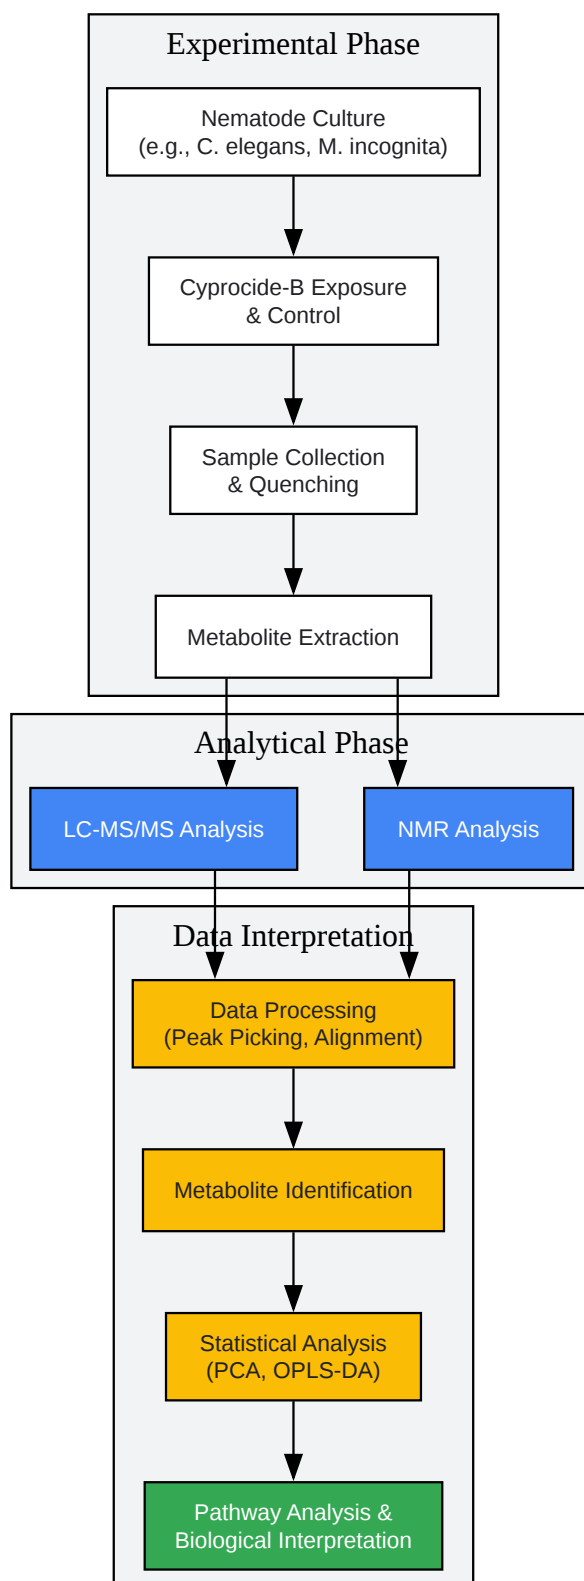 Experimental Phase
Nematode Culture
(e.g., C. elegans, M. incognita)
Cyprocide-B Exposure
& Control
Sample Collection
& Quenching
Metabolite Extraction
Analytical Phase
LC-MS/MS Analysis
NMR Analysis
Data Interpretation
Data Processing
(Peak Picking, Alignment)
Metabolite Identification
Statistical Analysis
(PCA, OPLS-DA)
Pathway Analysis &
Biological Interpretation